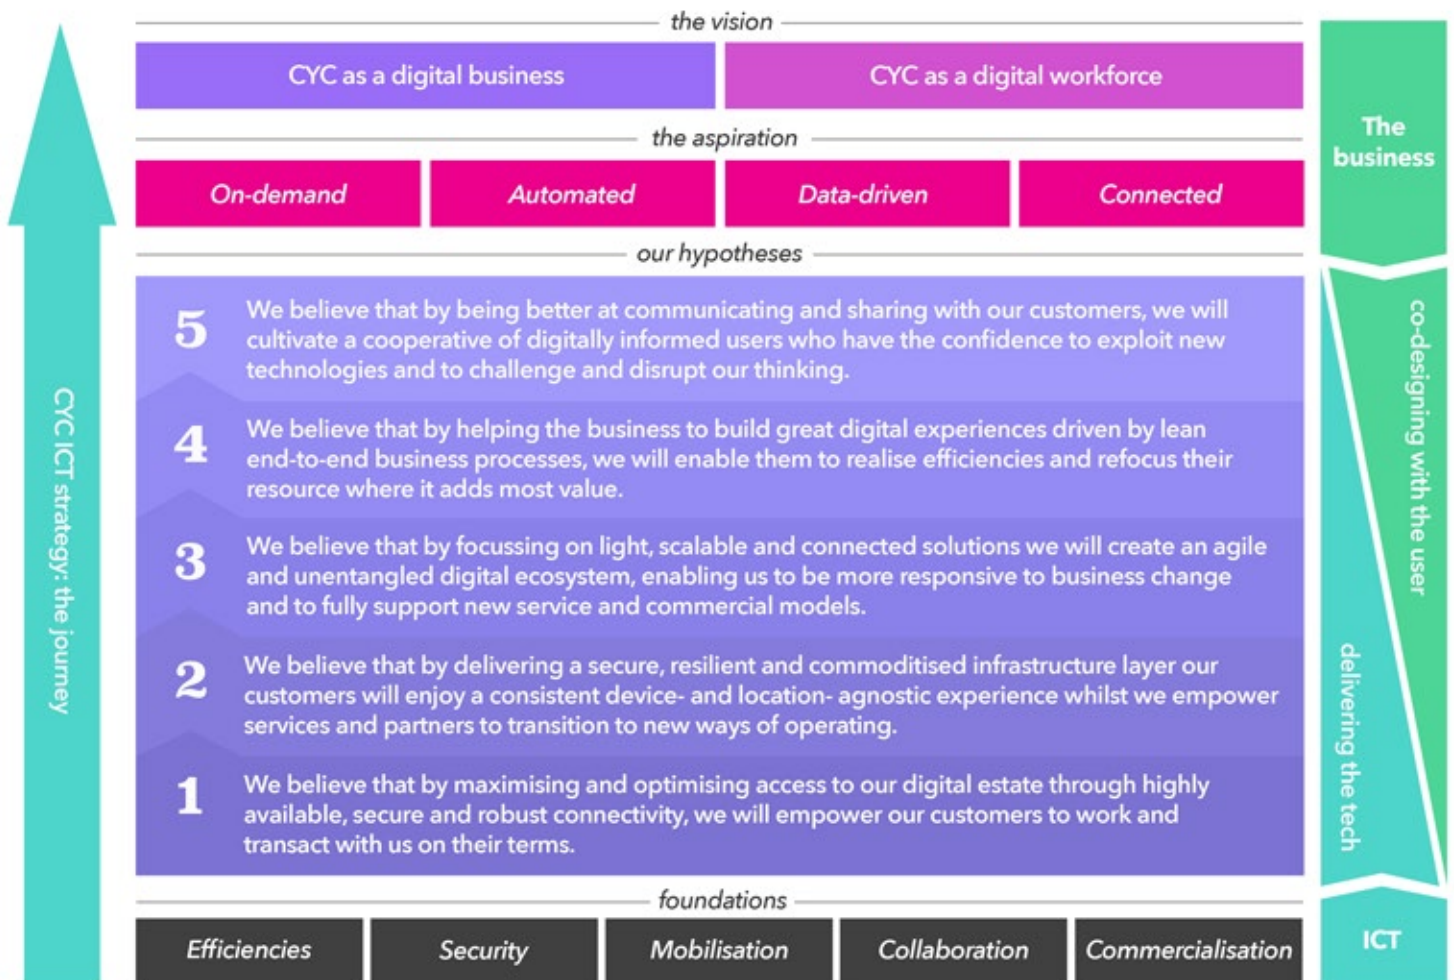 the vision
CYC as a digital business
CYC as a digital workforce
the aspiration
On-demand
Automated
Data-driven
Connected
our hypotheses
5
We believe that by being better at communicating and sharing with our customers, we will
cultivate a cooperative of digitally informed users who have the confidence to exploit new
technologies and to challenge and disrupt our thinking.
4
We believe that by helping the business to build great digital experiences driven by lean
end-to-end business processes, we will enable them to realise efficiencies and refocus their
resource where it adds most value.
3
We believe that by focussing on light, scalable and connected solutions we will create an agile
and unentangled digital ecosystem, enabling us to be more responsive to business change
and to fully support new service and commercial models.
2
We believe that by delivering a secure, resilient and commoditised infrastructure layer our
customers will enjoy a consistent device- and location- agnostic experience whilst we empower
services and partners to transition to new ways of operating.
1
We believe that by maximising and optimising access to our digital estate through highly
available, secure and robust connectivity, we will empower our customers to work and
transact with us on their terms.
foundations
Efficiencies
Security
Mobilisation
Collaboration
Commercialisation
CYC ICT strategy: the journey
The
business
co-designing with the user
delivering the tech
ICT